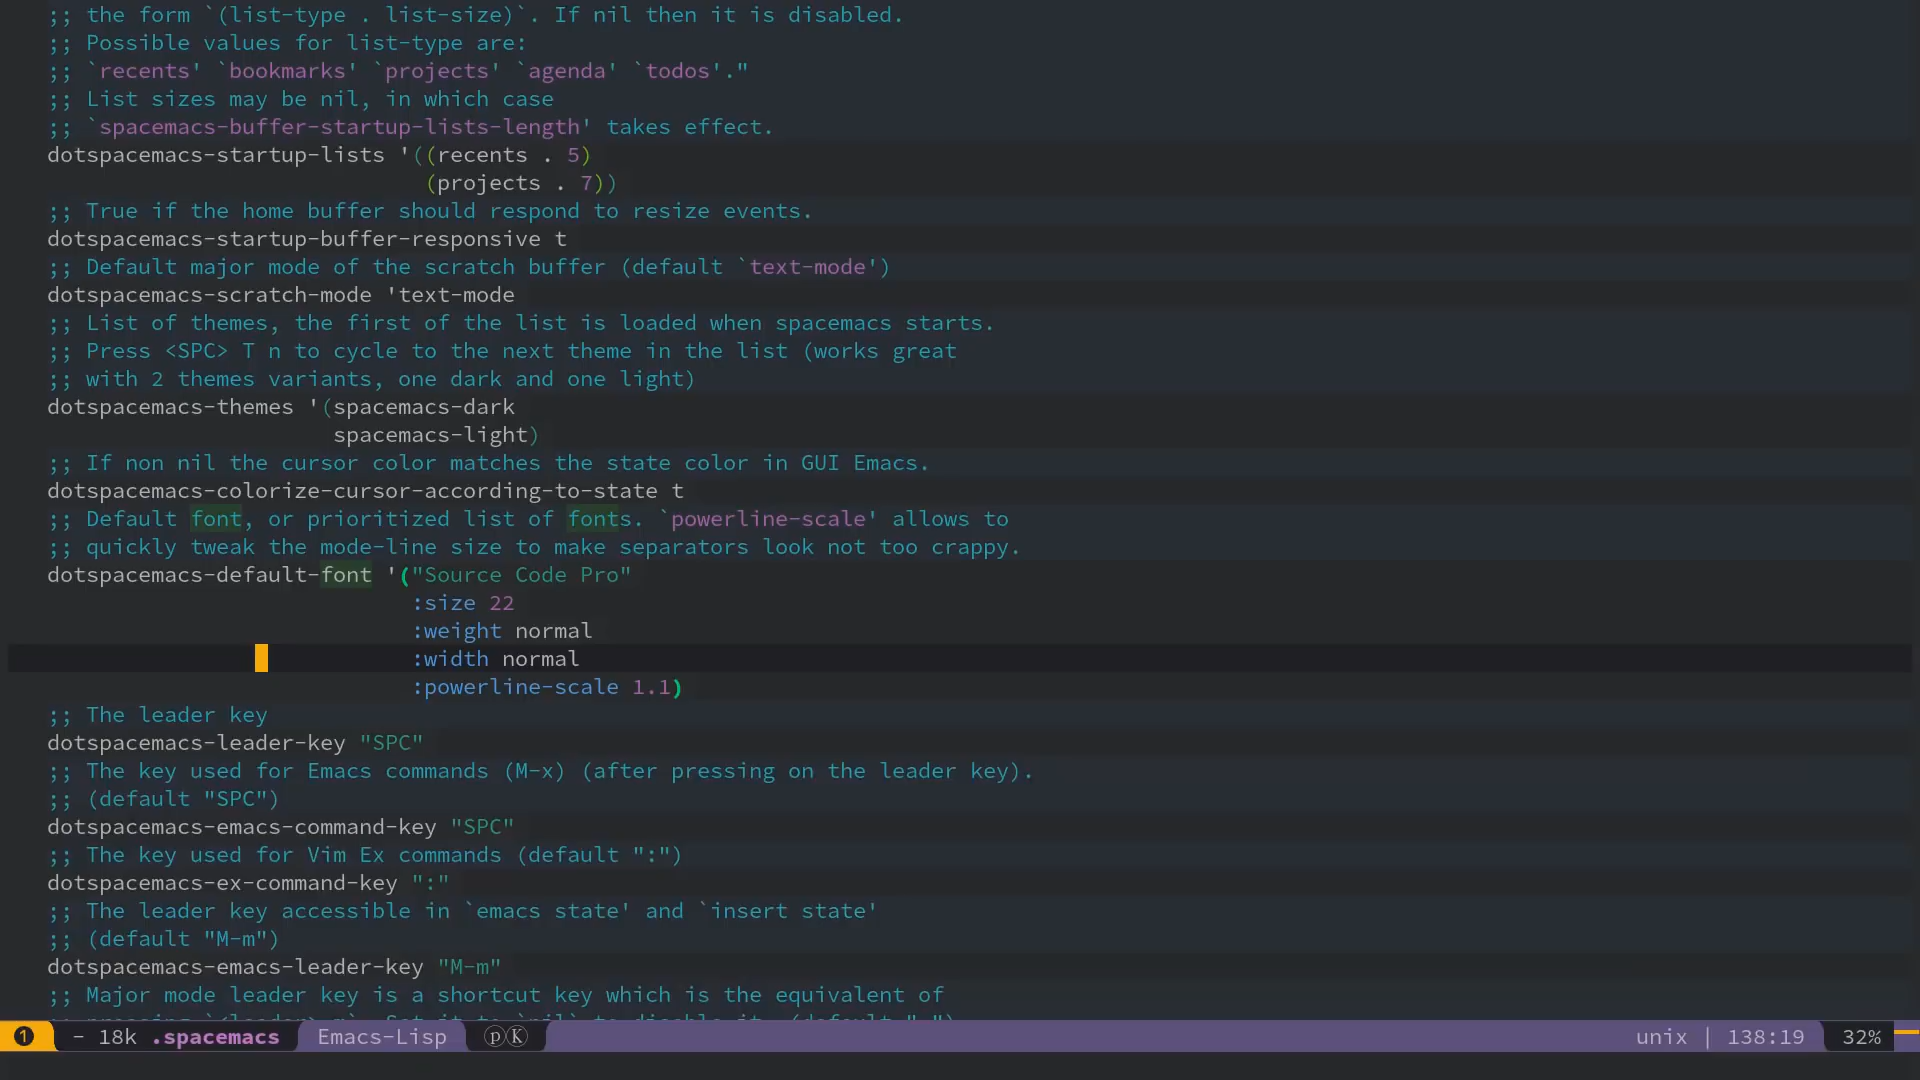 ;; the form `(list-type . list-size)`. If nil then it is disabled.
;; Possible values for list-type are:
;; `recents' `bookmarks' `projects' `agenda' `todos'."
;; List sizes may be nil, in which case
;; `spacemacs-buffer-startup-lists-length' takes effect.
dotspacemacs-startup-lists '((recents . 5)
(projects . 7))
;; True if the home buffer should respond to resize events.
dotspacemacs-startup-buffer-responsive t
;; Default major mode of the scratch buffer (default `text-mode')
dotspacemacs-scratch-mode 'text-mode
;; List of themes, the first of the list is loaded when spacemacs starts.
;; Press <SPC> T n to cycle to the next theme in the list (works great
;; with 2 themes variants, one dark and one light)
dotspacemacs-themes '(spacemacs-dark
spacemacs-light)
;; If non nil the cursor color matches the state color in GUI Emacs.
dotspacemacs-colorize-cursor-according-to-state t
;; Default font, or prioritized list of fonts. `powerline-scale' allows to
;; quickly tweak the mode-line size to make separators look not too crappy.
dotspacemacs-default-font '("Source Code Pro"
:size 22
:weight normal
:width normal
:powerline-scale 1.1)
;; The leader key
dotspacemacs-leader-key "SPC"
;; The key used for Emacs commands (M-x) (after pressing on the leader key).
;; (default "SPC")
dotspacemacs-emacs-command-key "SPC"
;; The key used for Vim Ex commands (default ":")
dotspacemacs-ex-command-key ":"
;; The leader key accessible in `emacs state' and `insert state'
;; (default "M-m")
dotspacemacs-emacs-leader-key "M-m"
;; Major mode leader key is a shortcut key which is the equivalent of
;; pressing `<leader> m`. Set it to `nil` to disable it. (default ",")
❶ - 18k .spacemacs Emacs-Lisp ⓟⓀ unix | 138:19 32%